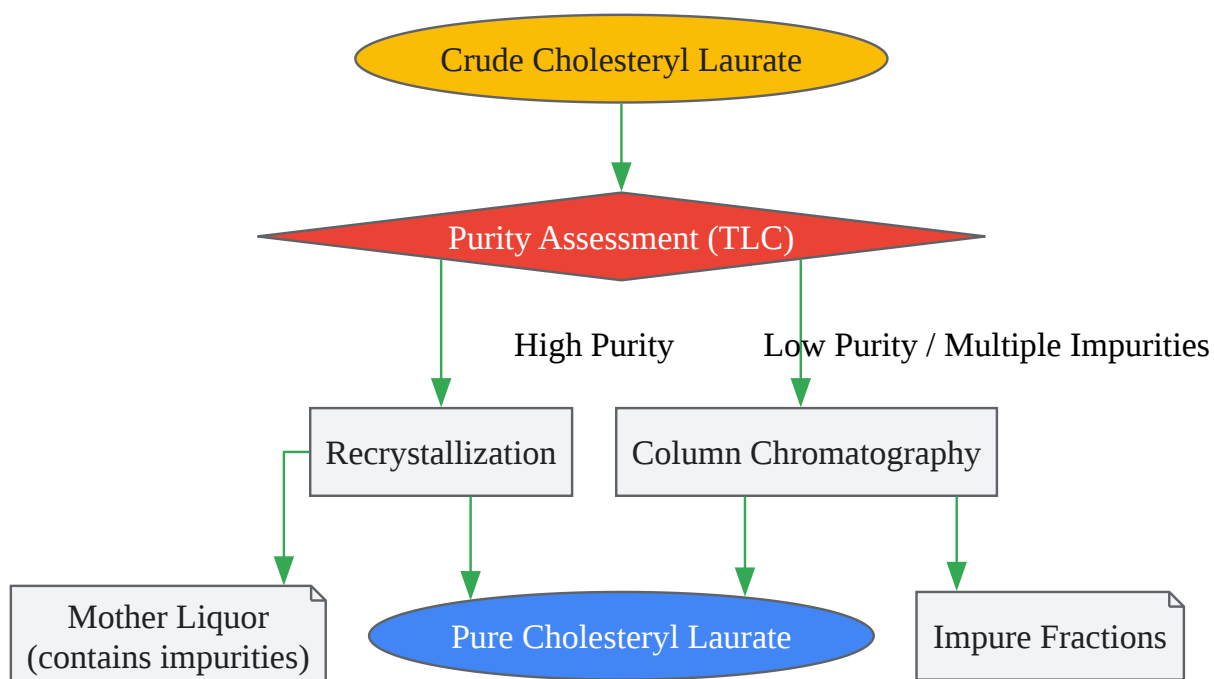 Crude Cholesteryl Laurate
Purity Assessment (TLC)
High Purity
Low Purity / Multiple Impurities
Recrystallization
Column Chromatography
Mother Liquor
(contains impurities)
Pure Cholesteryl Laurate
Impure Fractions